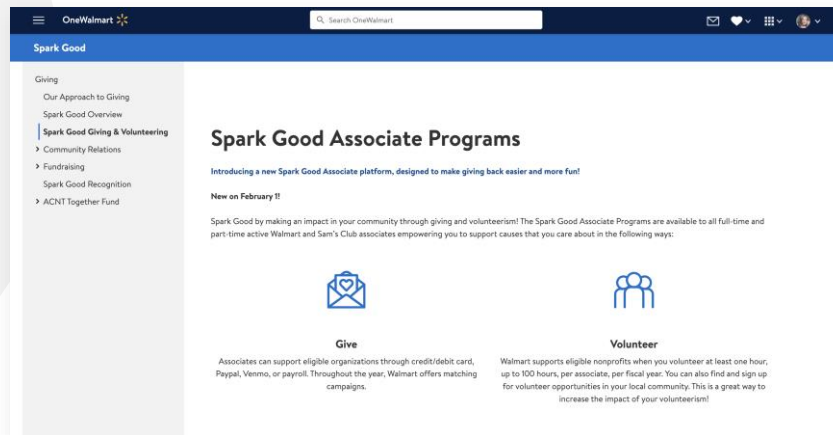 OneWalmart
Search OneWalmart
Spark Good
Giving
Our Approach to Giving
Spark Good Overview
Spark Good Giving & Volunteering
Community Relations
Fundraising
Spark Good Recognition
ACNT Together Fund
Spark Good Associate Programs
Introducing a new Spark Good Associate platform, designed to make giving back easier and more fun!
New on February 1!
Spark Good by making an impact in your community through giving and volunteerism! The Spark Good Associate Programs are available to all full-time and
part-time active Walmart and Sam's Club associates empowering you to support causes that you care about in the following ways:
Give
Associates can support eligible organizations through credit/debit card,
Paypal, Venmo, or payroll. Throughout the year, Walmart offers matching
campaigns.
Volunteer
Walmart supports eligible nonprofits when you volunteer at least one hour,
up to 100 hours, per associate, per fiscal year. You can also find and sign up
for volunteer opportunities in your local community. This is a great way to
increase the impact of your volunteerism!